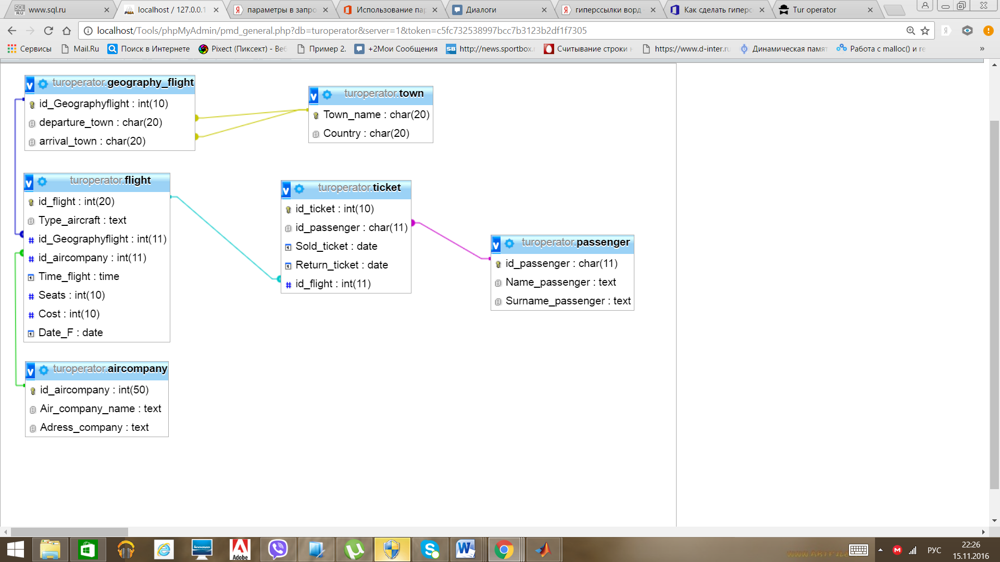 www.sql.ru
localhost / 127.0.0.1
параметры в запро
Использование пар
Диалоги
гиперссылки ворд
Как сделать гиперс
Tur operator
localhost/Tools/phpMyAdmin/pmd_general.php?db=turoperator&server=1&token=c5fc732538997bcc7b3123b2df1f7305
Сервисы
Mail.Ru
Поиск в Интернете
Pixect (Пиксект) - Веб
Пример 2.
+2Мои Сообщения
http://news.sportbox.r
Считывание строки
https://www.d-inter.ru
Динамическая памят
Работа с malloc() и re
»
turoperator.geography_flight
id_Geographyflight : int(10)
departure_town : char(20)
arrival_town : char(20)
turoperator.town
Town_name : char(20)
Country : char(20)
turoperator.flight
id_flight : int(20)
Type_aircraft : text
id_Geographyflight : int(11)
id_aircompany : int(11)
Time_flight : time
Seats : int(10)
Cost : int(10)
Date_F : date
turoperator.ticket
id_ticket : int(10)
id_passenger : char(11)
Sold_ticket : date
Return_ticket : date
id_flight : int(11)
turoperator.passenger
id_passenger : char(11)
Name_passenger : text
Surname_passenger : text
turoperator.aircompany
id_aircompany : int(50)
Air_company_name : text
Adress_company : text
Adobe
РУС
22:26
15.11.2016